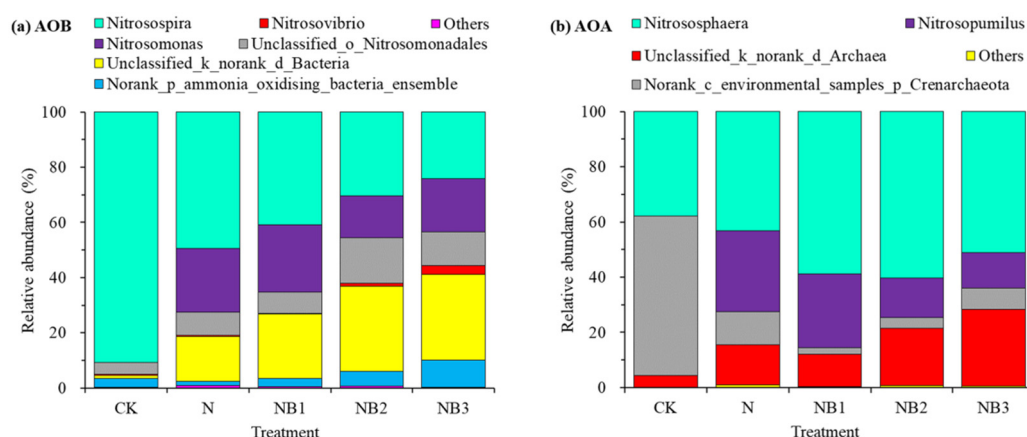 (a) AOB
Nitrosospira
Nitrosovibrio
Others
Nitrosomonas
Unclassified_o_Nitrosomonadales
Unclassified_k_norank_d_Bacteria
Norank_p_ammonia_oxidising_bacteria_ensemble
100
80
60
40
20
0
Relative abundance (%)
CK N NB1 NB2 NB3
Treatment
(b) AOA
Nitrososphaera
Nitrosopumilus
Unclassified_k_norank_d_Archaea
Others
Norank_c_environmental_samples_p_Crenarchaeota
100
80
60
40
20
0
Relative abundance (%)
CK N NB1 NB2 NB3
Treatment